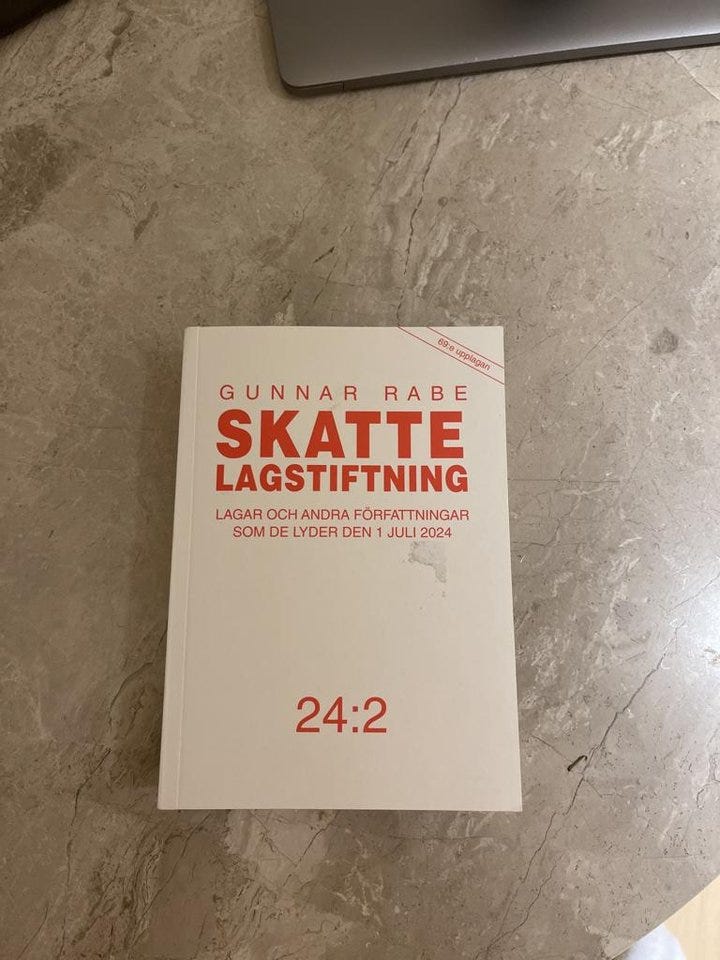 69:e upplagan
GUNNAR RABE
SKATTE
LAGSTIFTNING
LAGAR OCH ANDRA FÖRFATTNINGAR
SOM DE LYDER DEN 1 JULI 2024
24:2